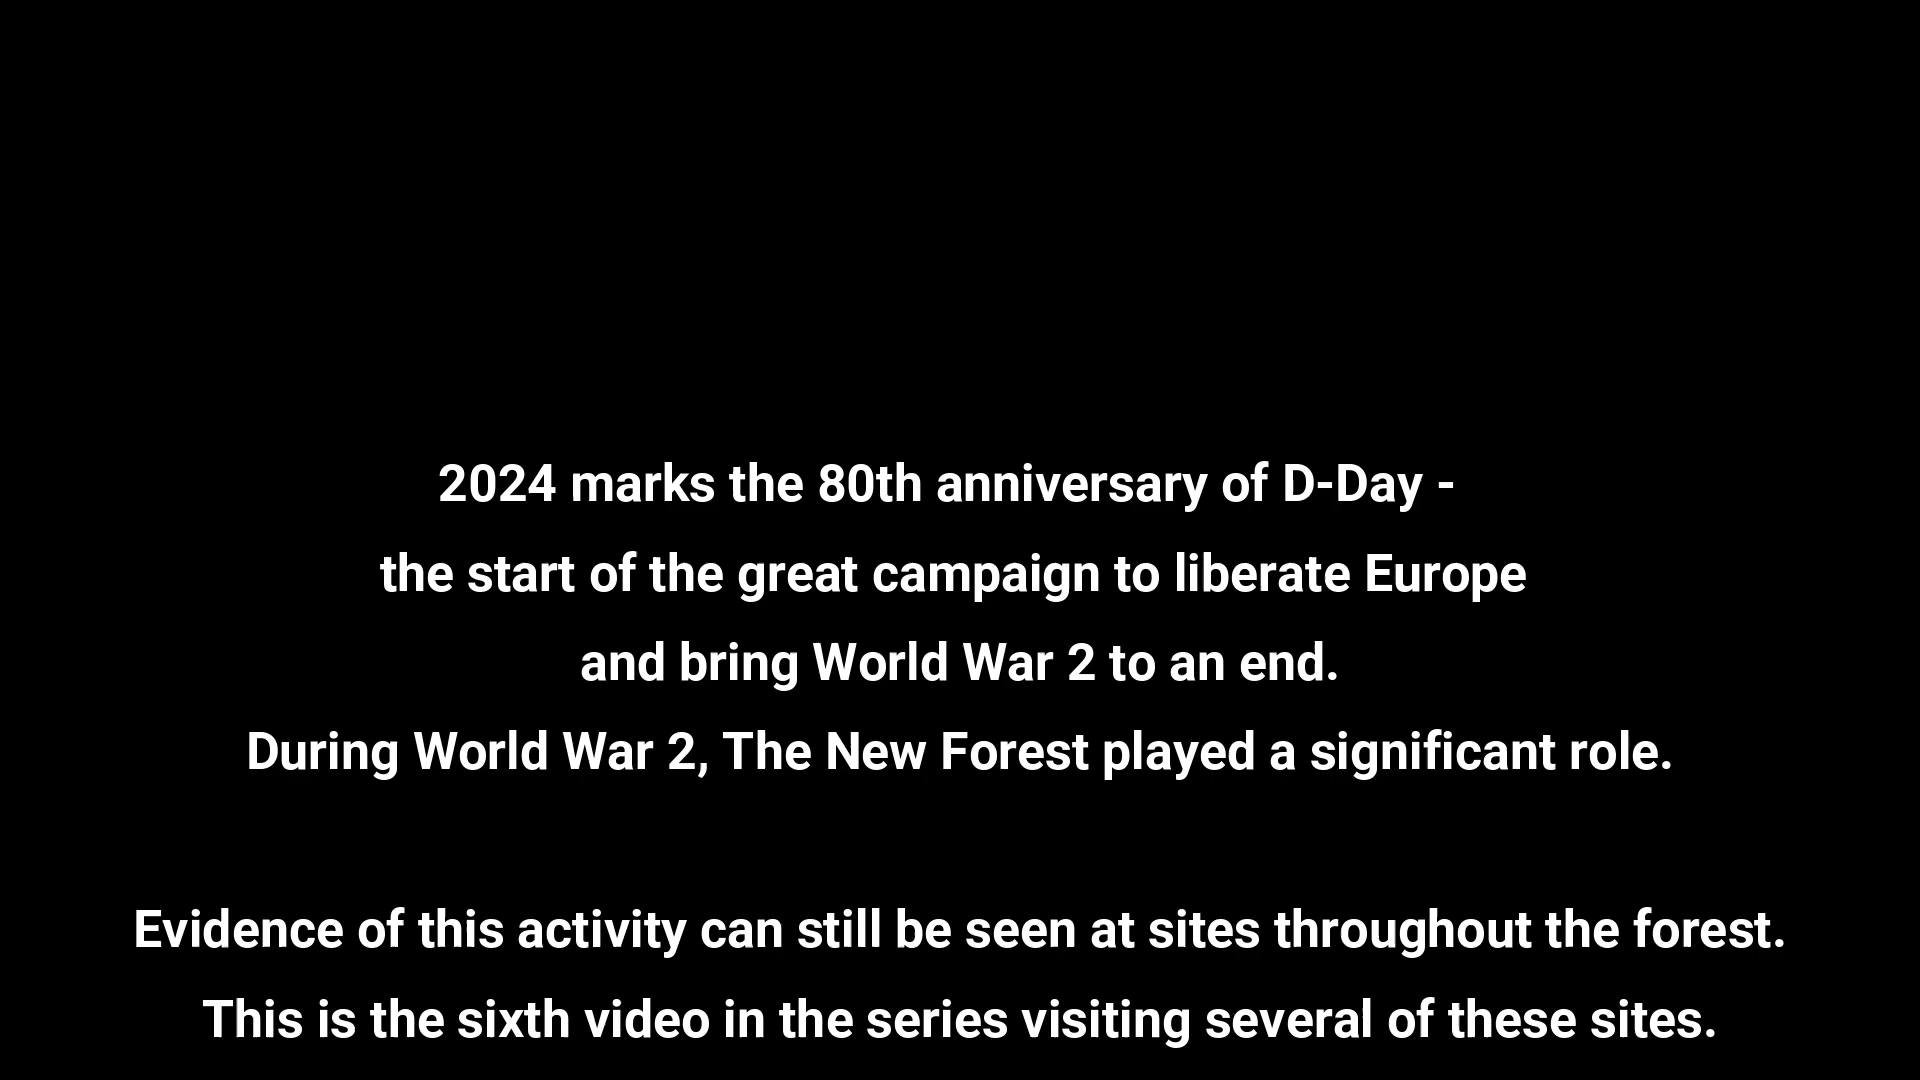 2024 marks the 80th anniversary of D-Day -
the start of the great campaign to liberate Europe
and bring World War 2 to an end.
During World War 2, The New Forest played a significant role.
Evidence of this activity can still be seen at sites throughout the forest.
This is the sixth video in the series visiting several of these sites.